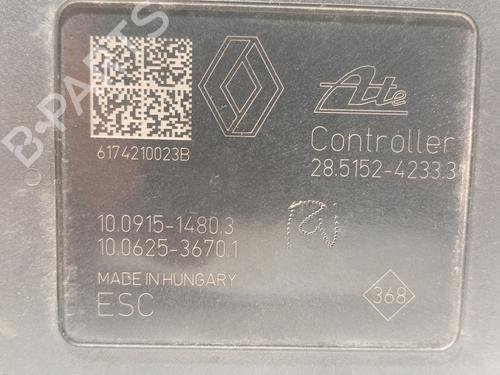 B-PARTS
Ate
6174210023B
Controller
28.5152-4233.3
10.0915-1480.3
10.0625-3670.1
MADE IN HUNGARY
ESC
368